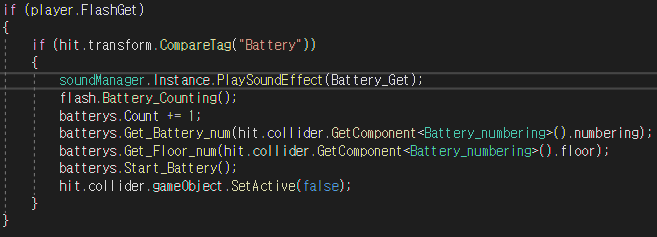 if (player.FlashGet)
{
if (hit.transform.CompareTag("Battery"))
{
soundManager.Instance.PlaySoundEffect(Battery_Get);
flash.Battery_Counting();
batterys.Count += 1;
batterys.Get_Battery_num(hit.collider.GetComponent<Battery_numbering>().numbering);
batterys.Get_Floor_num(hit.collider.GetComponent<Battery_numbering>().floor);
batterys.Start_Battery();
hit.collider.gameObject.SetActive(false);
}
}